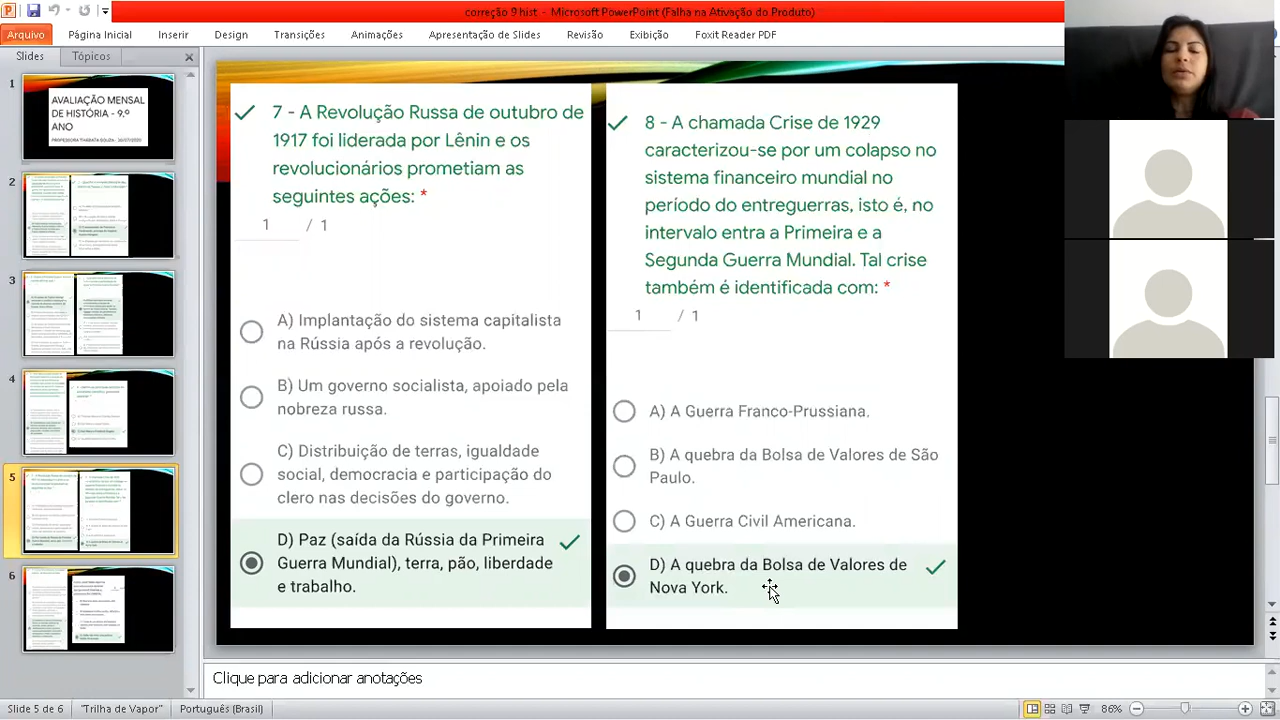 correção 9 hist - Microsoft PowerPoint (Falha na Ativação do Produto)
Arquivo Página Inicial Inserir Design Transições Animações Apresentação de Slides Revisão Exibição Foxit Reader PDF
Slides Tópicos
1
AVALIAÇÃO MENSAL
DE HISTÓRIA - 9.º
ANO
2
3
4
5
6
7 - A Revolução Russa de outubro de
1917 foi liderada por Lênin e os
revolucionários prometiam as
seguintes ações: *
1
A) Implantação do sistema capitalista
na Rússia após a revolução.
B) Um governo socialista, apoiado pela
nobreza russa.
C) Distribuição de terras, igualdade
social, democracia e participação do
clero nas decisões do governo.
D) Paz (saída da Rússia da Primeira
Guerra Mundial), terra, pão, liberdade
e trabalho.
8 - A chamada Crise de 1929
caracterizou-se por um colapso no
sistema financeiro mundial no
período do entreguerras, isto é, no
intervalo entra a Primeira e a
Segunda Guerra Mundial. Tal crise
também é identificada com: *
1 / 1
A) A Guerra Franco-Prussiana.
B) A quebra da Bolsa de Valores de São
Paulo.
C) A Guerra Civil Americana.
D) A quebra da Bolsa de Valores de
Nova York.
Clique para adicionar anotações
Slide 5 de 6 "Trilha de Vapor" Português (Brasil) 86%